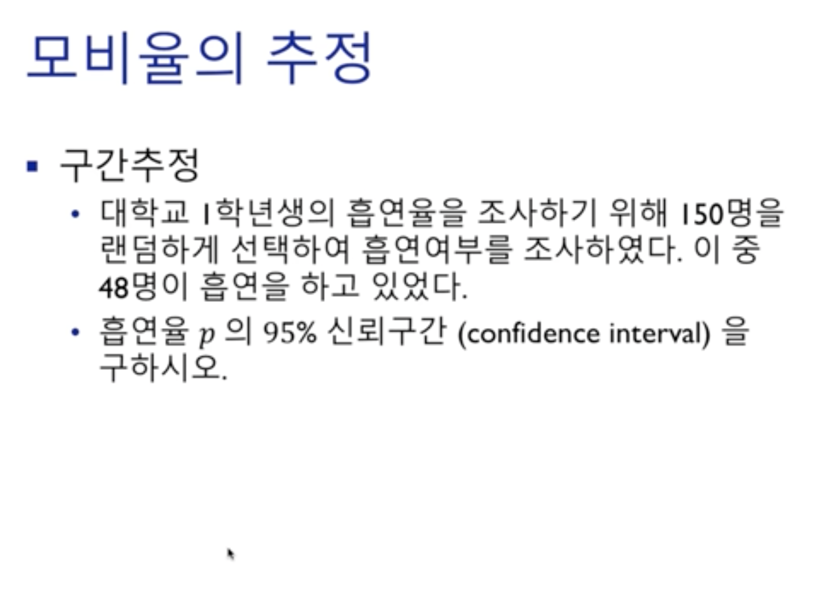 모비율의 추정
▪ 구간추정
• 대학교 1학년생의 흡연율을 조사하기 위해 150명을
랜덤하게 선택하여 흡연여부를 조사하였다. 이 중
48명이 흡연을 하고 있었다.
• 흡연율 p 의 95% 신뢰구간 (confidence interval) 을
구하시오.